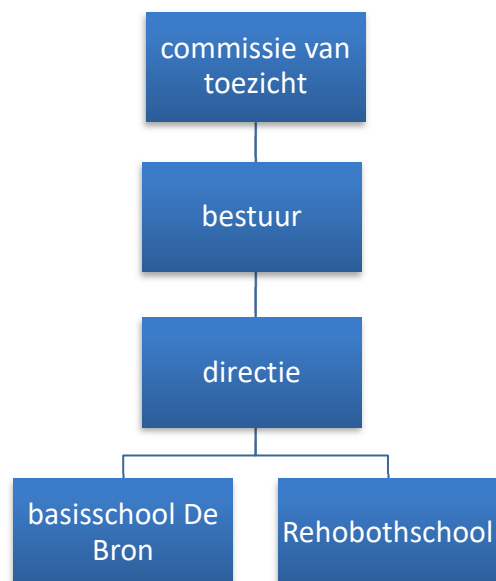 commissie van
toezicht
bestuur
directie
basisschool De
Bron
Rehobothschool